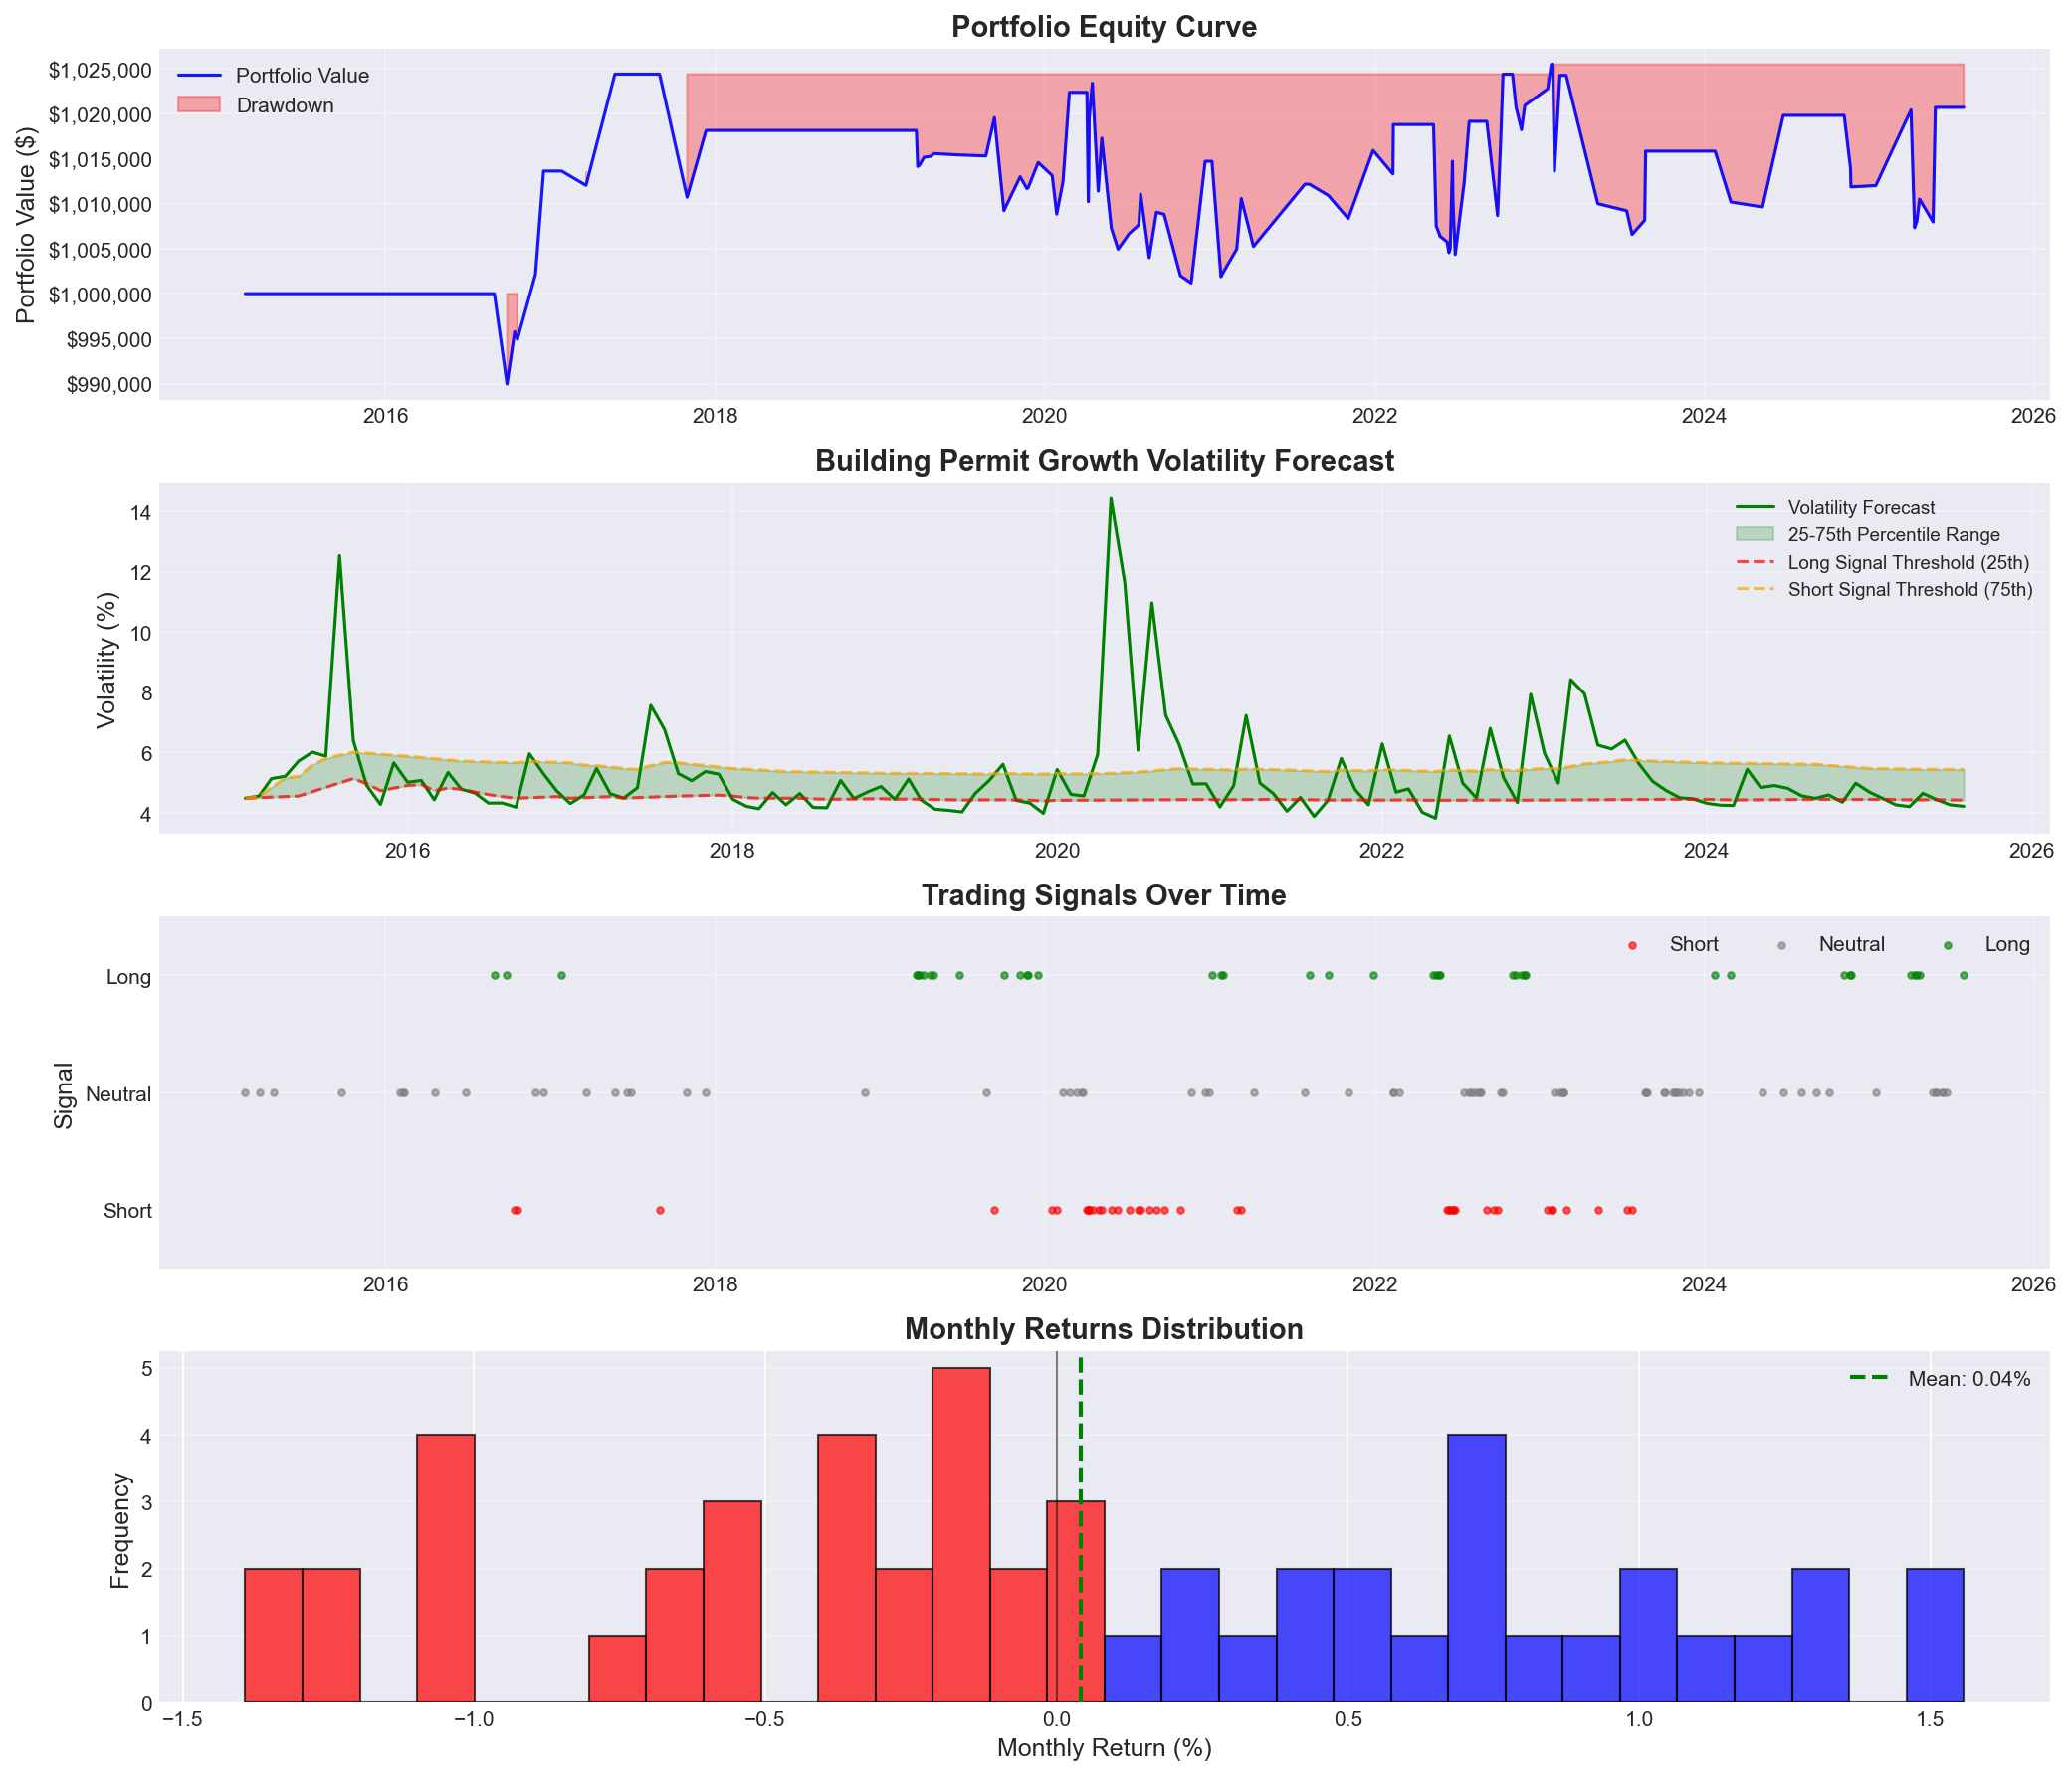 Portfolio Equity Curve
Portfolio Value ($)
$1,025,000
$1,020,000
$1,015,000
$1,010,000
$1,005,000
$1,000,000
$995,000
$990,000
Portfolio Value
Drawdown
2016 2018 2020 2022 2024 2026
Building Permit Growth Volatility Forecast
Volatility (%)
14
12
10
8
6
4
Volatility Forecast
25-75th Percentile Range
Long Signal Threshold (25th)
Short Signal Threshold (75th)
2016 2018 2020 2022 2024 2026
Trading Signals Over Time
Signal
Short Neutral Long
Long
Neutral
Short
2016 2018 2020 2022 2024 2026
Monthly Returns Distribution
Frequency
5
4
3
2
1
0
Mean: 0.04%
−1.5 −1.0 −0.5 0.0 0.5 1.0 1.5
Monthly Return (%)